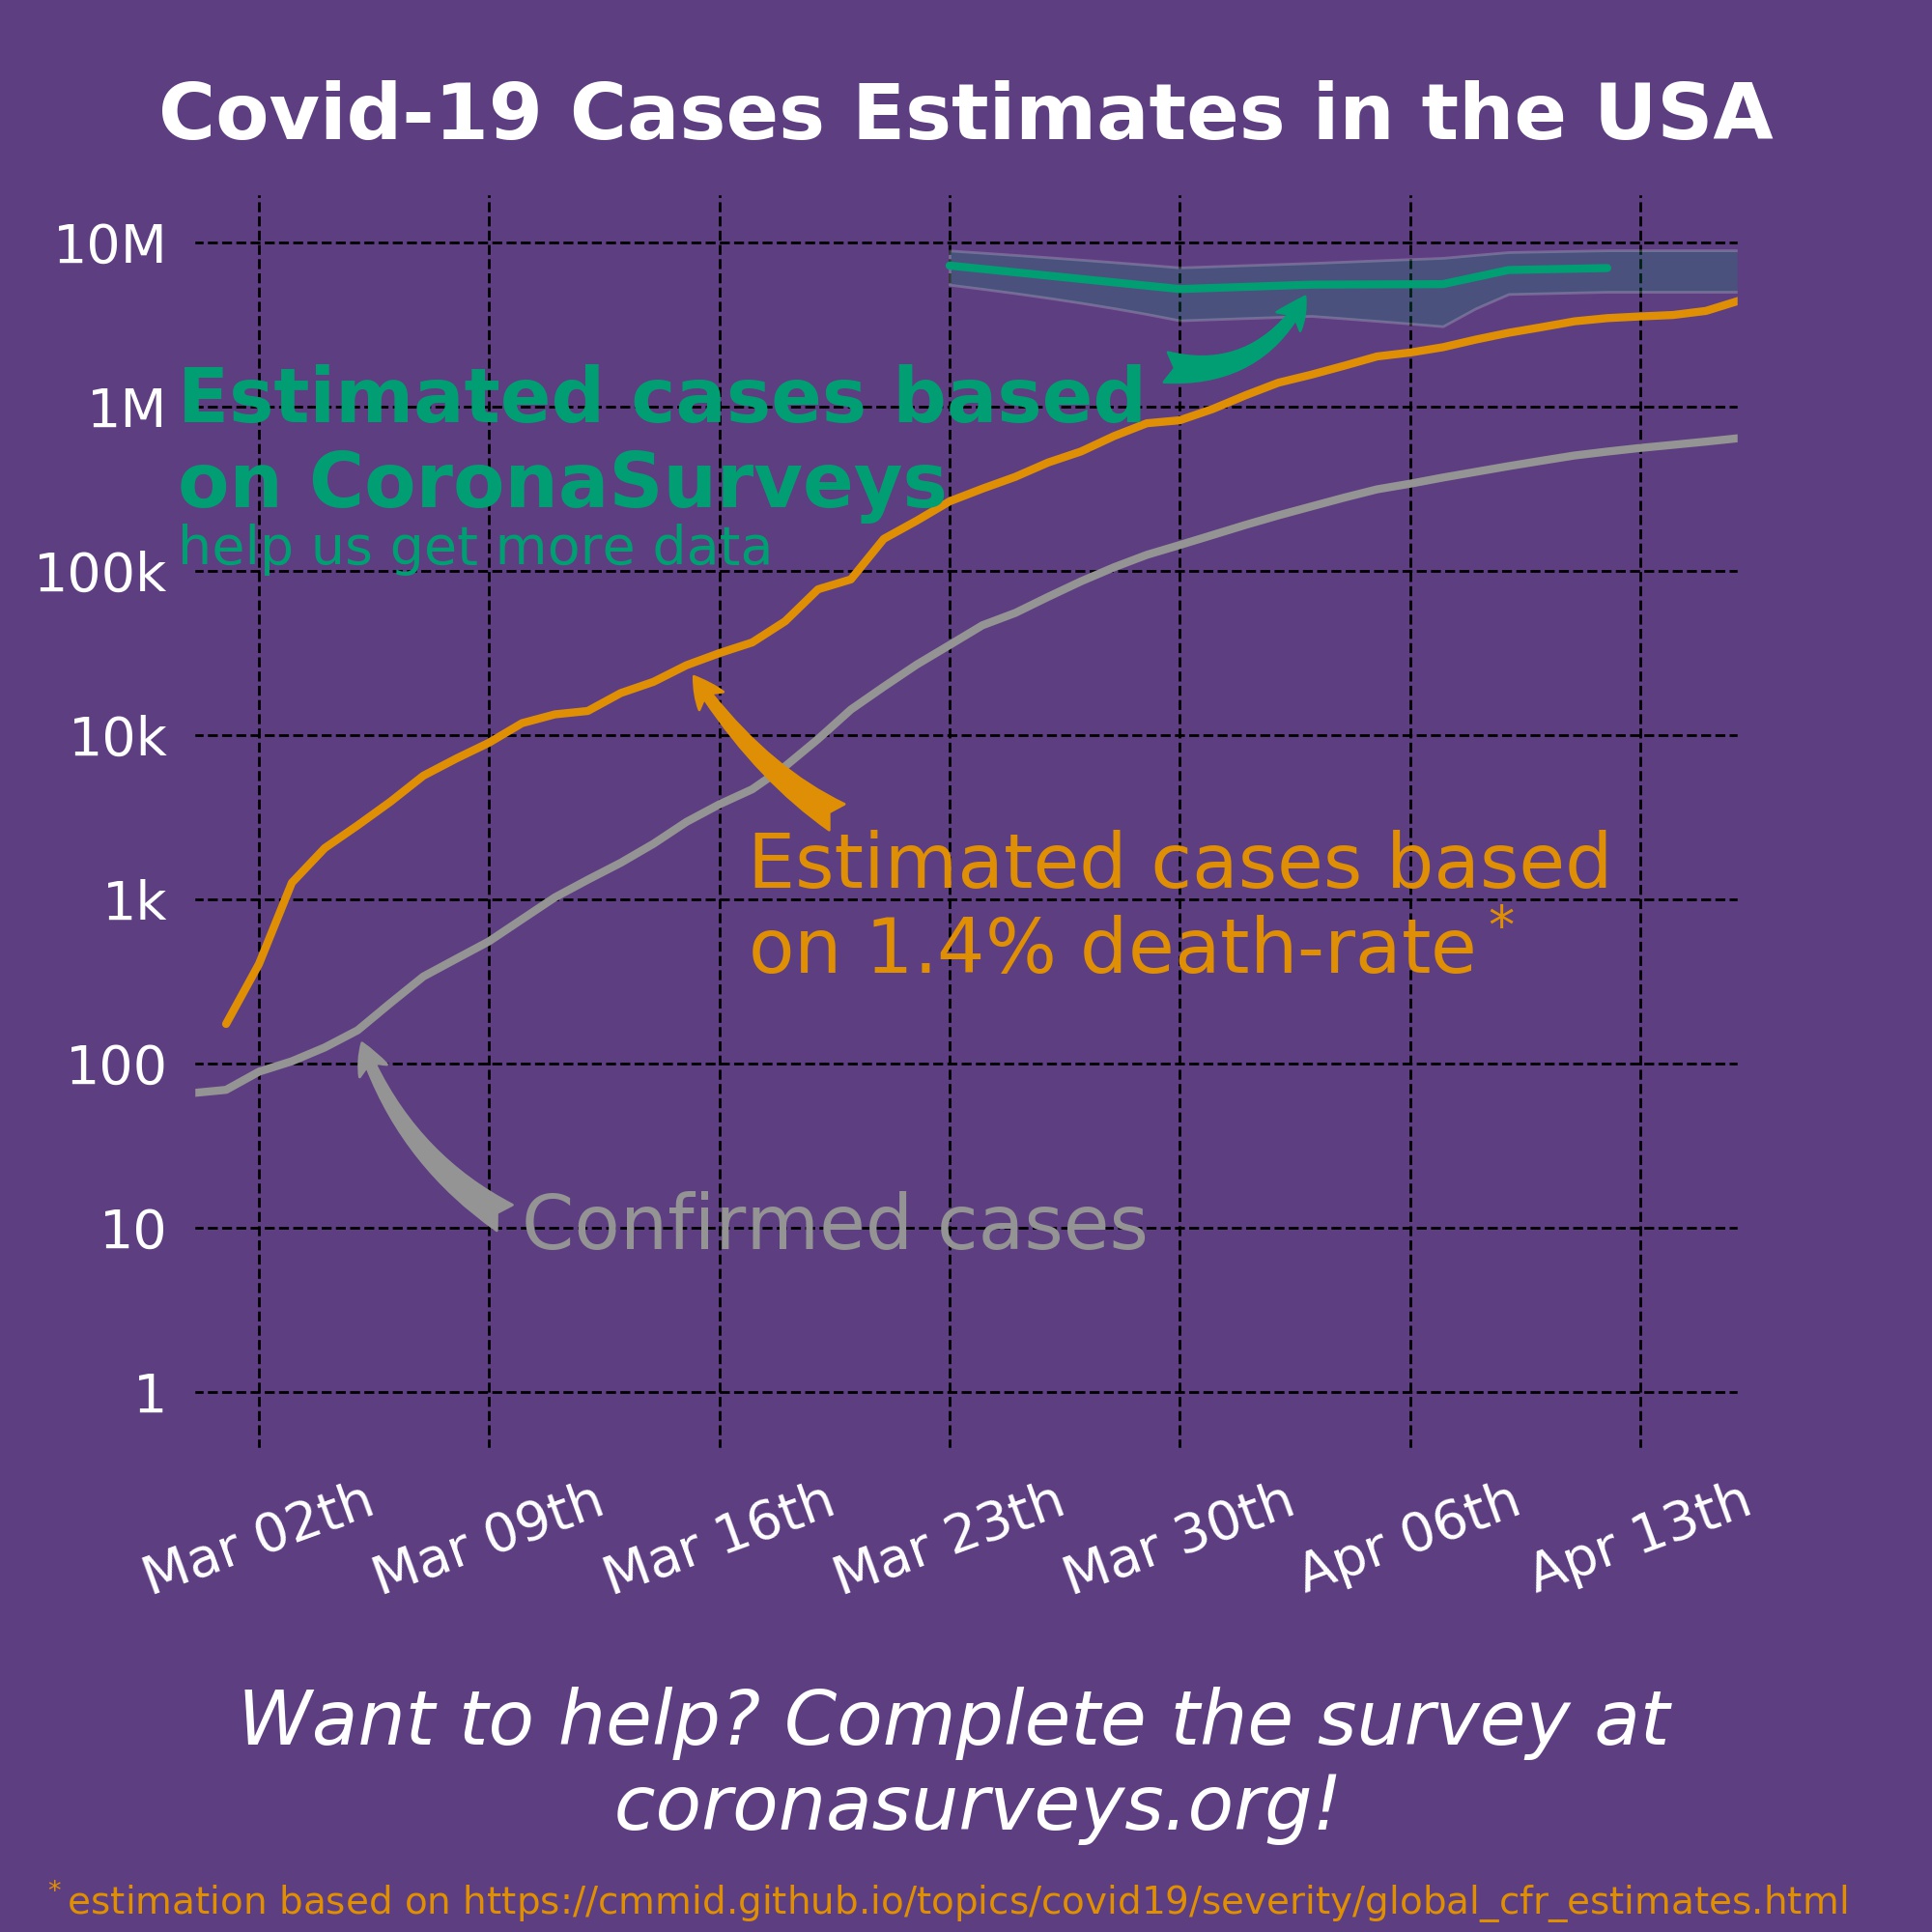 Covid-19 Cases Estimates in the USA
10M
1M
100k
10k
1k
100
10
1
Estimated cases based
on CoronaSurveys
help us get more data
Estimated cases based
on 1.4% death-rate *
Confirmed cases
Mar 02th
Mar 09th
Mar 16th
Mar 23th
Mar 30th
Apr 06th
Apr 13th
Want to help? Complete the survey at
coronasurveys.org!
* estimation based on https://cmmid.github.io/topics/covid19/severity/global_cfr_estimates.html